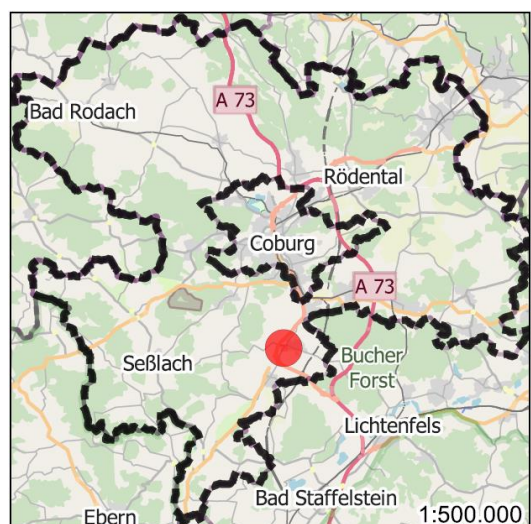 A 73
Bad Rodach
Rödental
Coburg
A 73
Seßlach
Bucher
Forst
Lichtenfels
Bad Staffelstein
Ebern
1:500.000